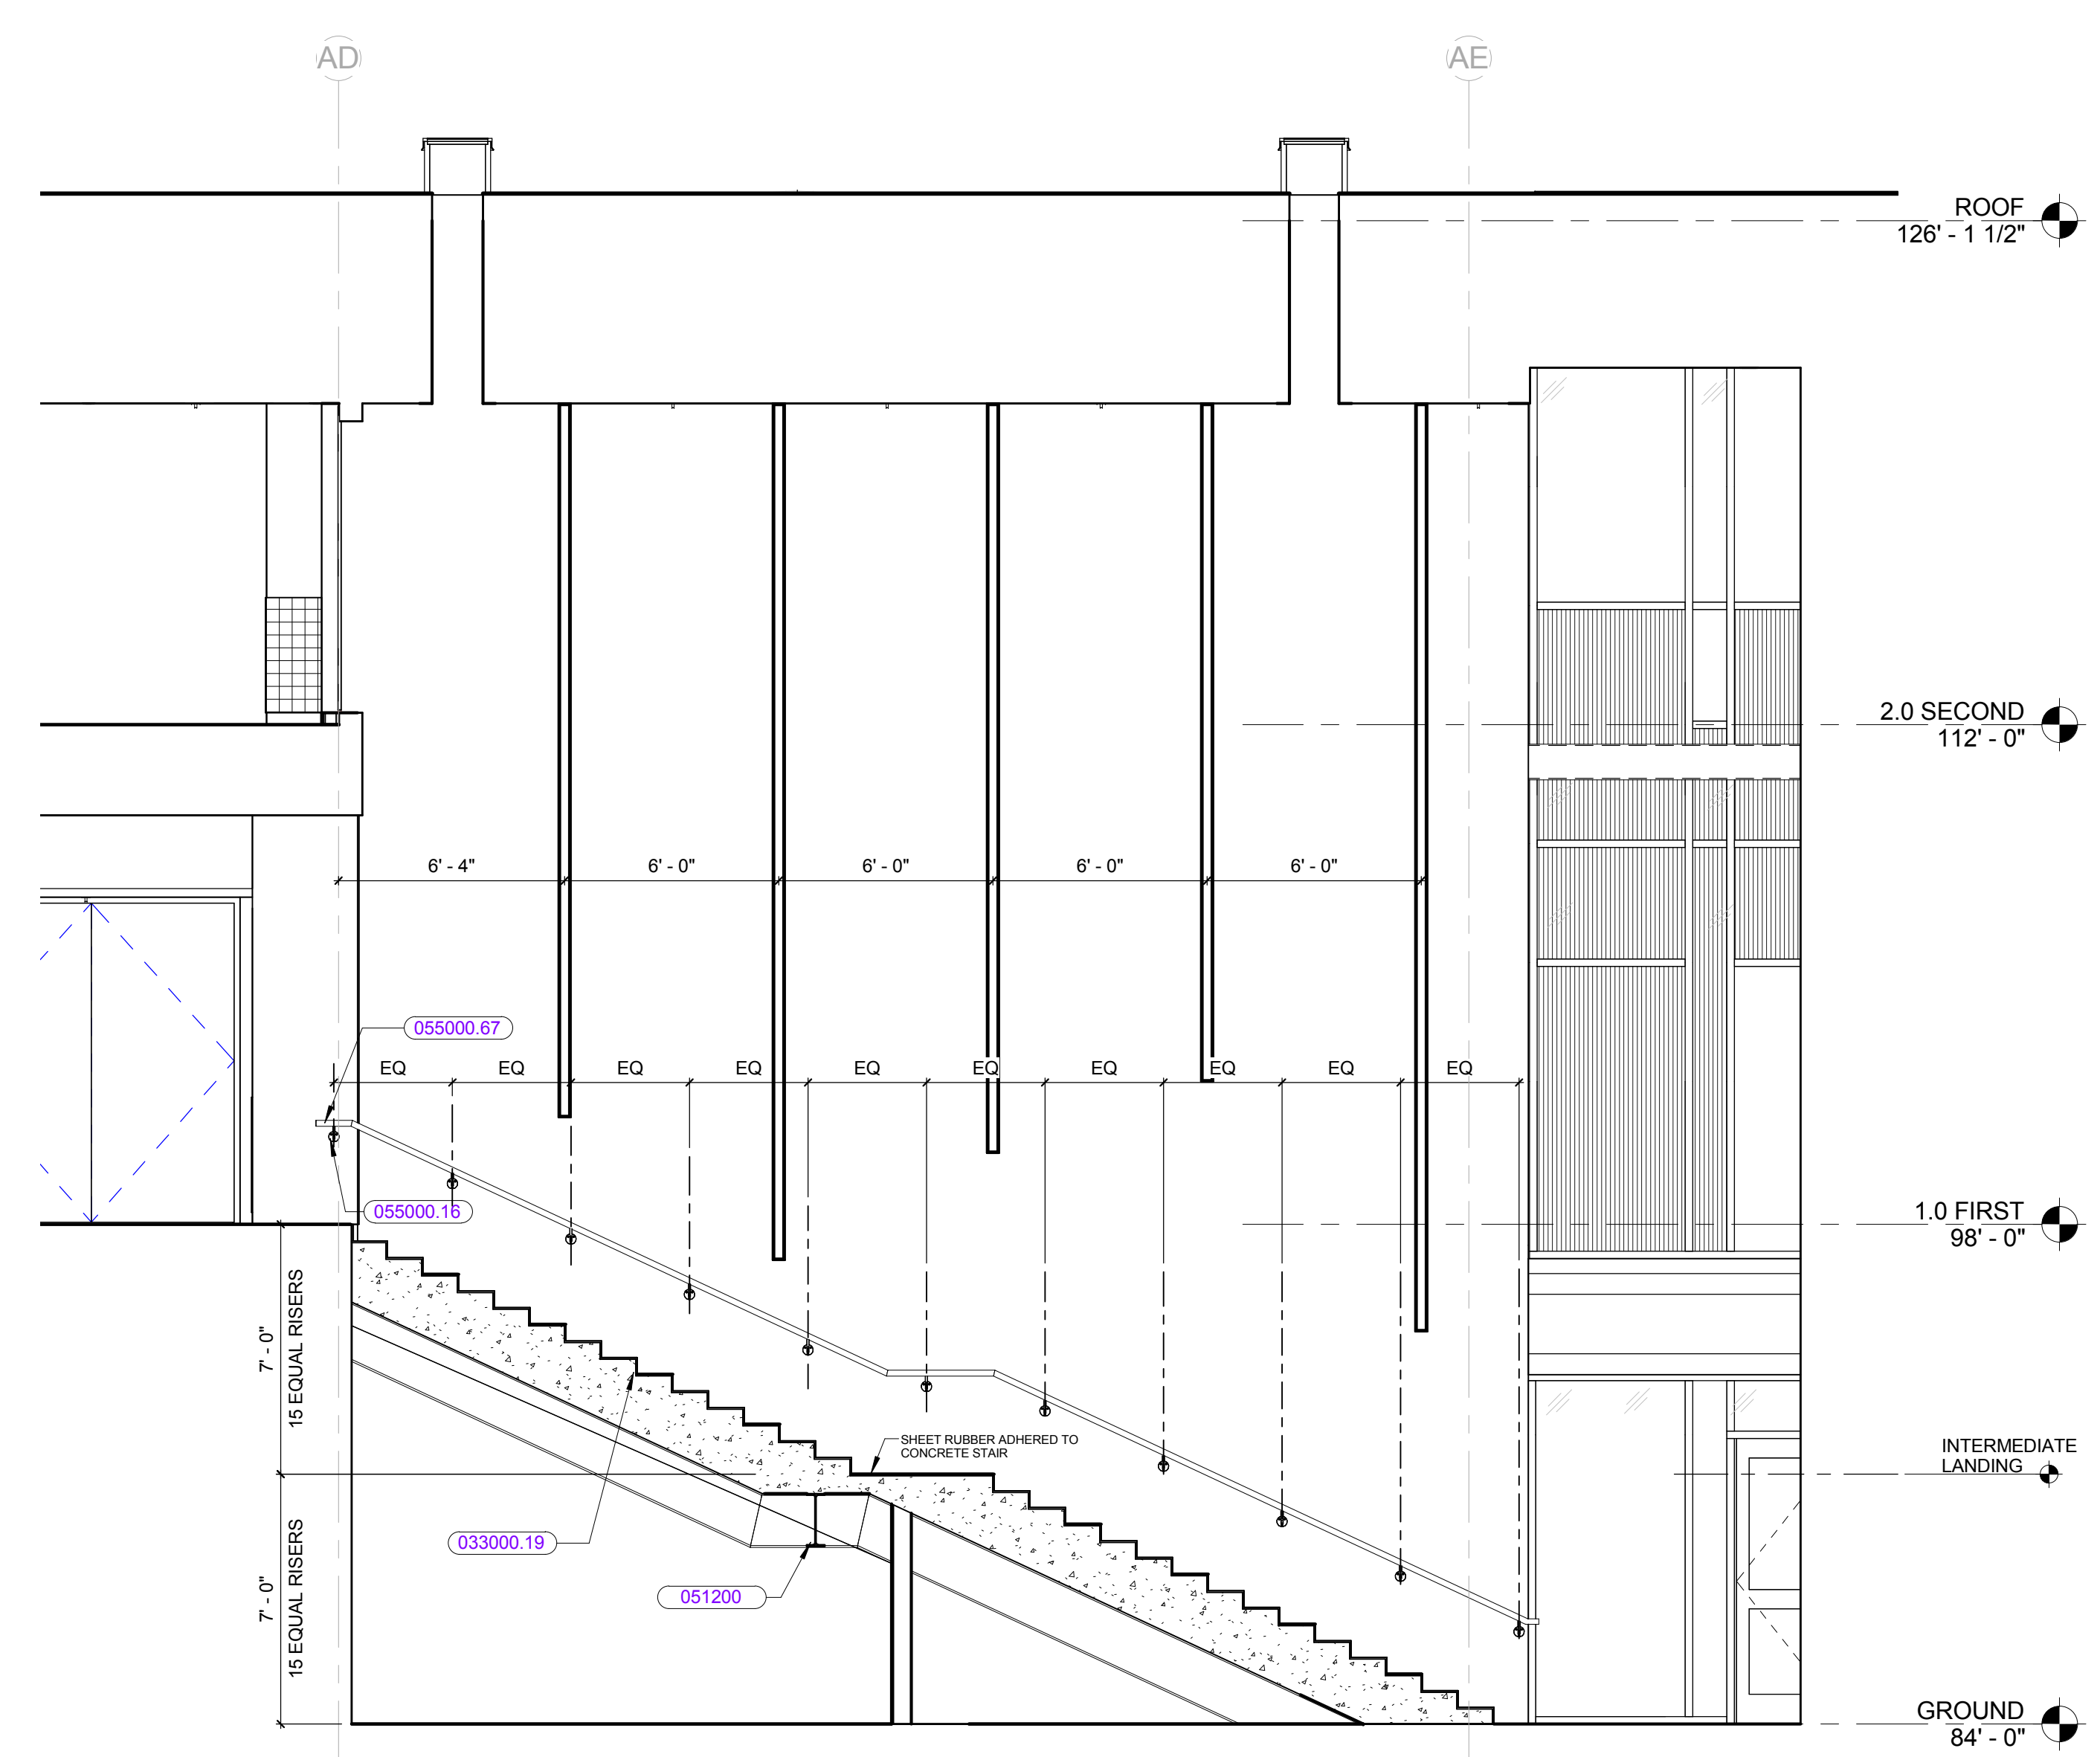 AD
AE
ROOF
126' - 1 1/2"
2.0 SECOND
112' - 0"
6' - 4"
6' - 0"
6' - 0"
6' - 0"
6' - 0"
055000.67
EQ
EQ
EQ
EQ
EQ
EQ
EQ
EQ
EQ
EQ
055000.16
1.0 FIRST
98' - 0"
7' - 0"
15 EQUAL RISERS
SHEET RUBBER ADHERED TO
CONCRETE STAIR
INTERMEDIATE
LANDING
033000.19
051200
7' - 0"
15 EQUAL RISERS
GROUND
84' - 0"